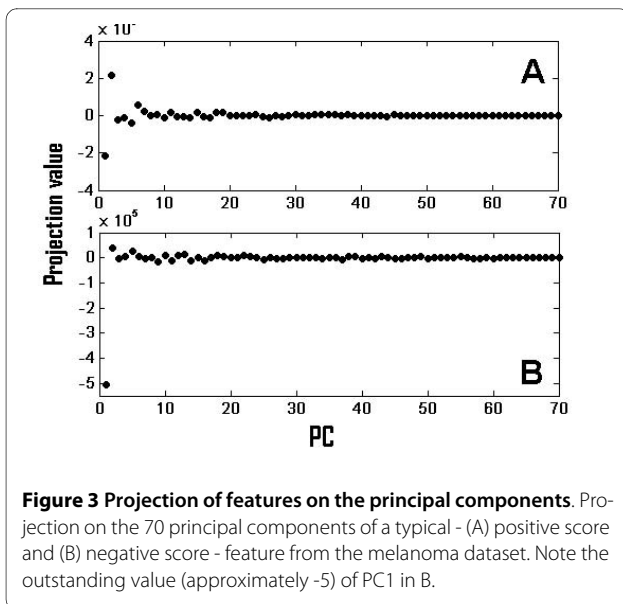 × 10⁻
4
2
0
-2
-4
A
0 10 20 30 40 50 60 70
Projection value
× 10⁵
1
0
-1
-2
-3
-4
-5
B
0 10 20 30 40 50 60 70
PC
Figure 3 Projection of features on the principal components. Pro-
jection on the 70 principal components of a typical - (A) positive score
and (B) negative score - feature from the melanoma dataset. Note the
outstanding value (approximately -5) of PC1 in B.